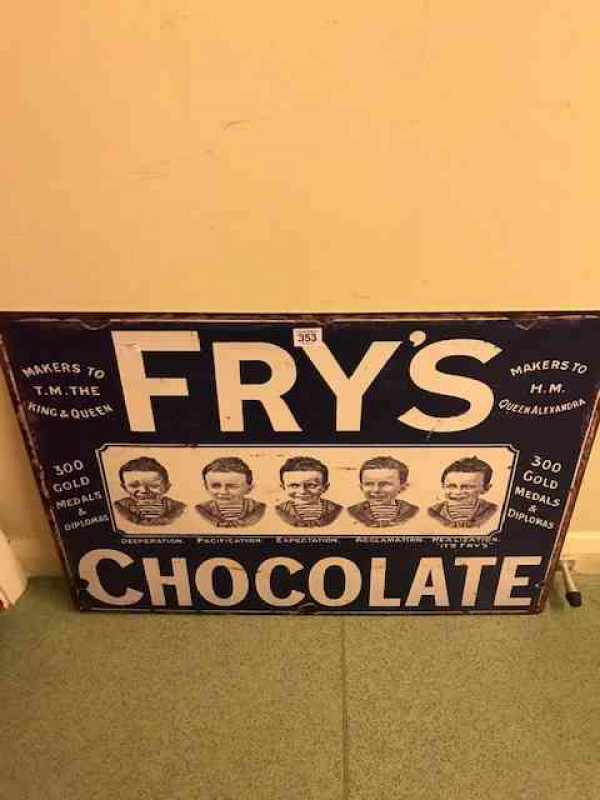 353
FRY'S
MAKERS TO
T.M. THE
KING & QUEEN
MAKERS TO
H.M.
QUEEN ALEXANDRA
300
GOLD
MEDALS
&
DIPLOMAS
300
GOLD
MEDALS
&
DIPLOMAS
DESPERATION. PACIFICATION. EXPECTATION. ACCLAMATION. REALIZATION.
IT'S FRY'S.
CHOCOLATE